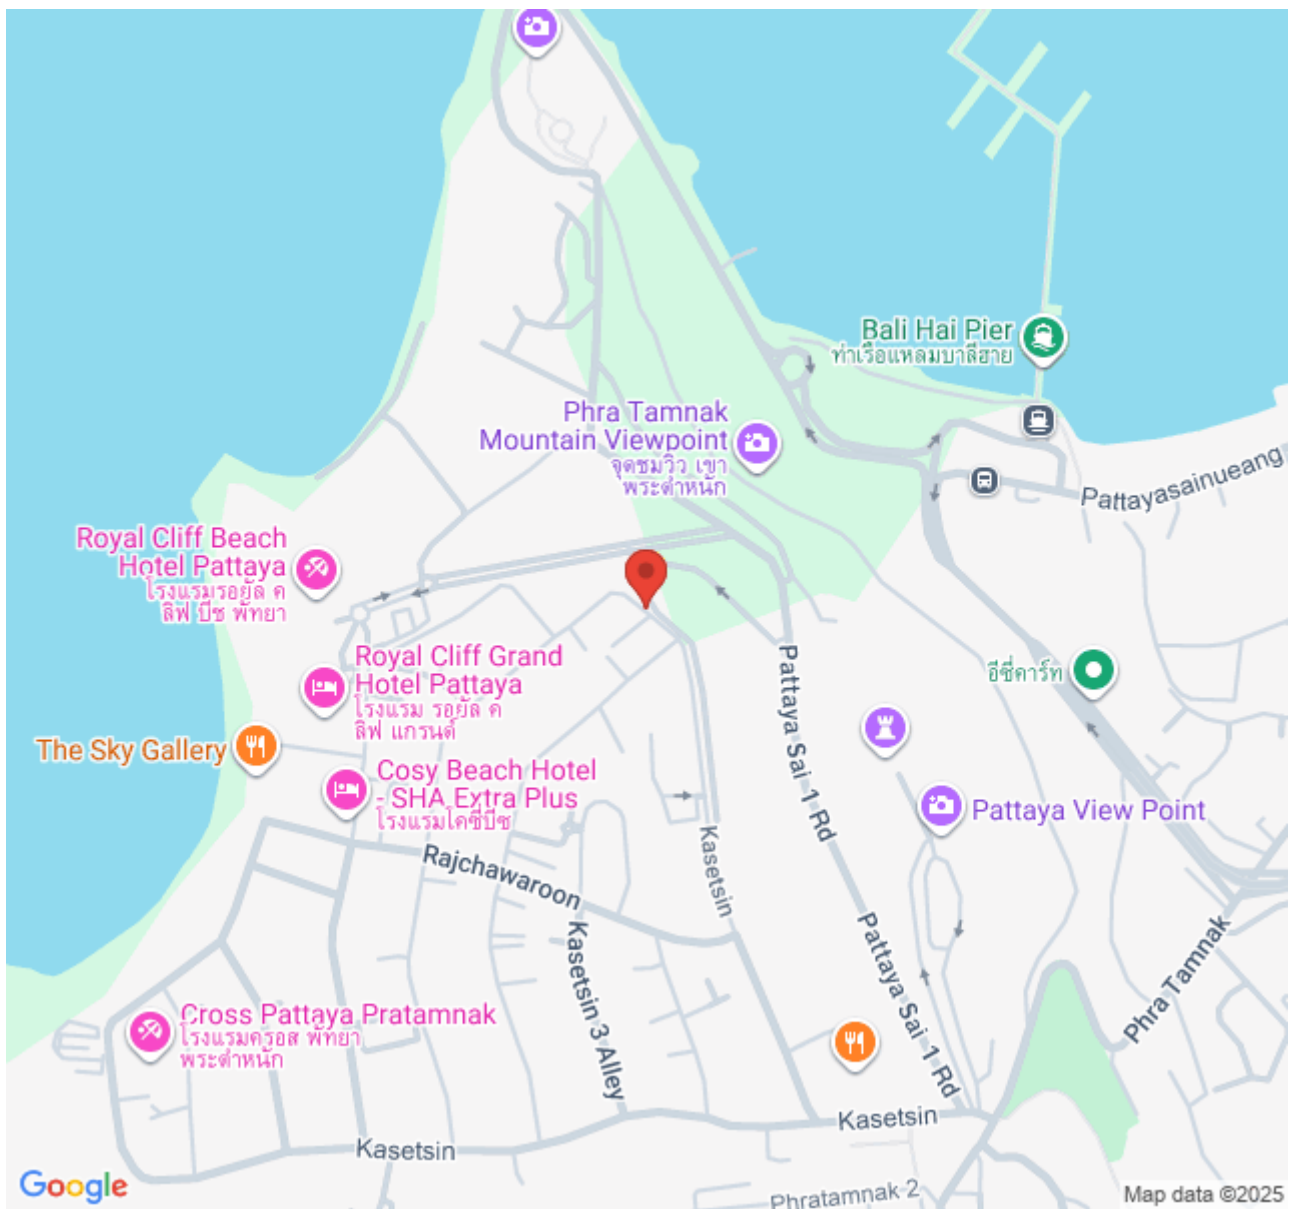 Bali Hai Pier
ท่าเรือแหลมบาลีฮาย
Phra Tamnak
Mountain Viewpoint
จุดชมวิว เขา
พระตำหนัก
Pattayasainueang
Royal Cliff Beach
Hotel Pattaya
โรงแรมรอยัล ค
ลิฟ บีช พัทยา
Royal Cliff Grand
Hotel Pattaya
โรงแรม รอยัล ค
ลิฟ แกรนด์
อีซี่คาร์ท
Pattaya Sai 1 Rd
The Sky Gallery
Cosy Beach Hotel
- SHA Extra Plus
โรงแรมโคซี่บีช
Pattaya View Point
Rajchawaroon
Kasetsin
Kasetsin 3 Alley
Pattaya Sai 1 Rd
Phra Tamnak
Cross Pattaya Pratamnak
โรงแรมครอส พัทยา
พระตำหนัก
Kasetsin
Kasetsin
Phratamnak 2
Google
Map data ©2025